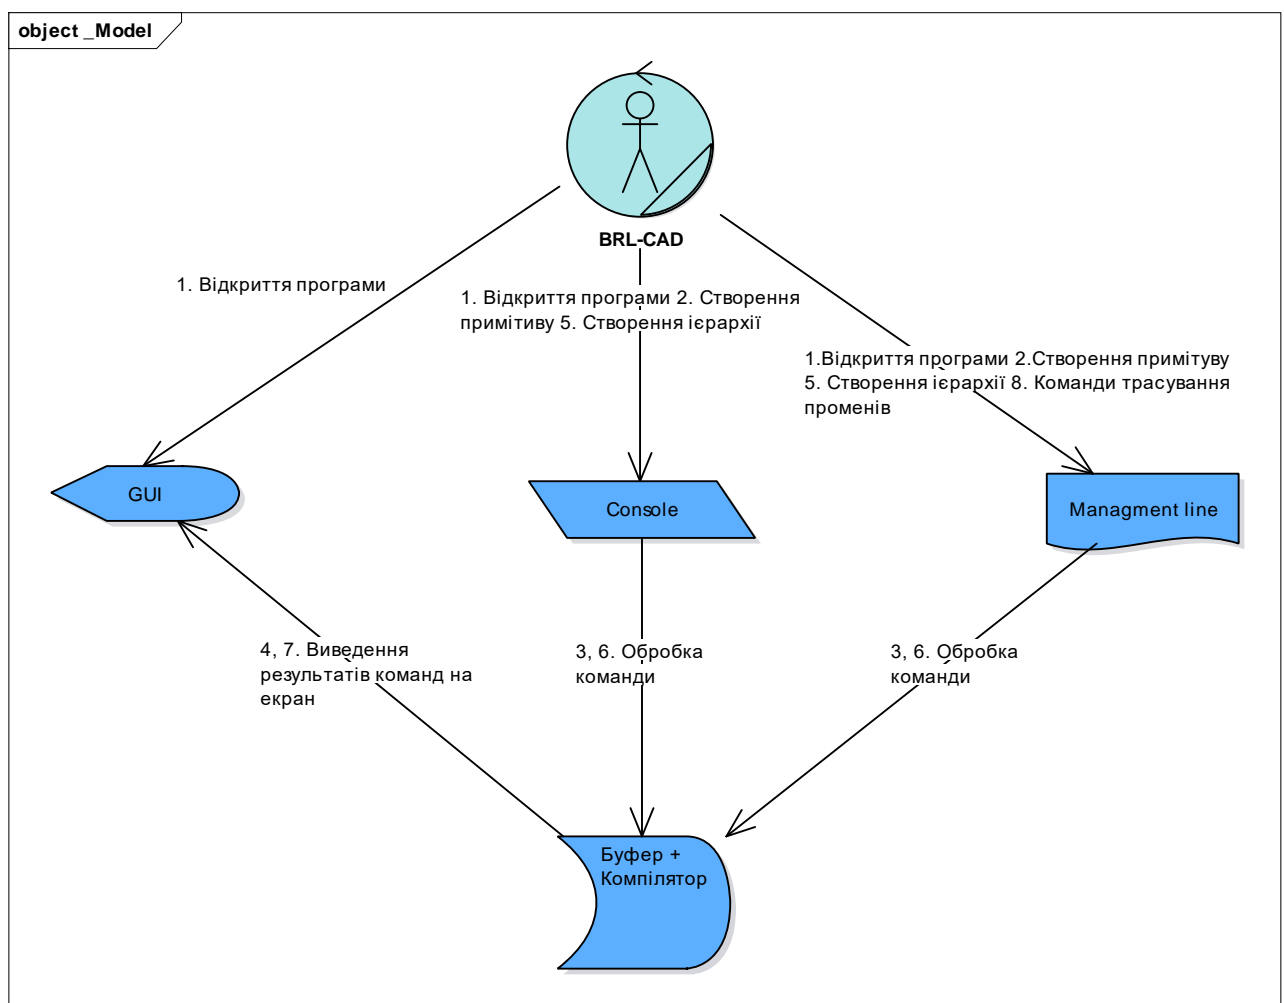 object _Model
BRL-CAD
1. Відкриття програми
1. Відкриття програми 2. Створення
примітиву 5. Створення ієрархії
1.Відкриття програми 2.Створення примітуву
5. Створення ієрархії 8. Команди трасування
променів
GUI
Console
Managment line
4, 7. Виведення
результатів команд на
екран
3, 6. Обробка
команди
3, 6. Обробка
команди
Буфер +
Компілятор